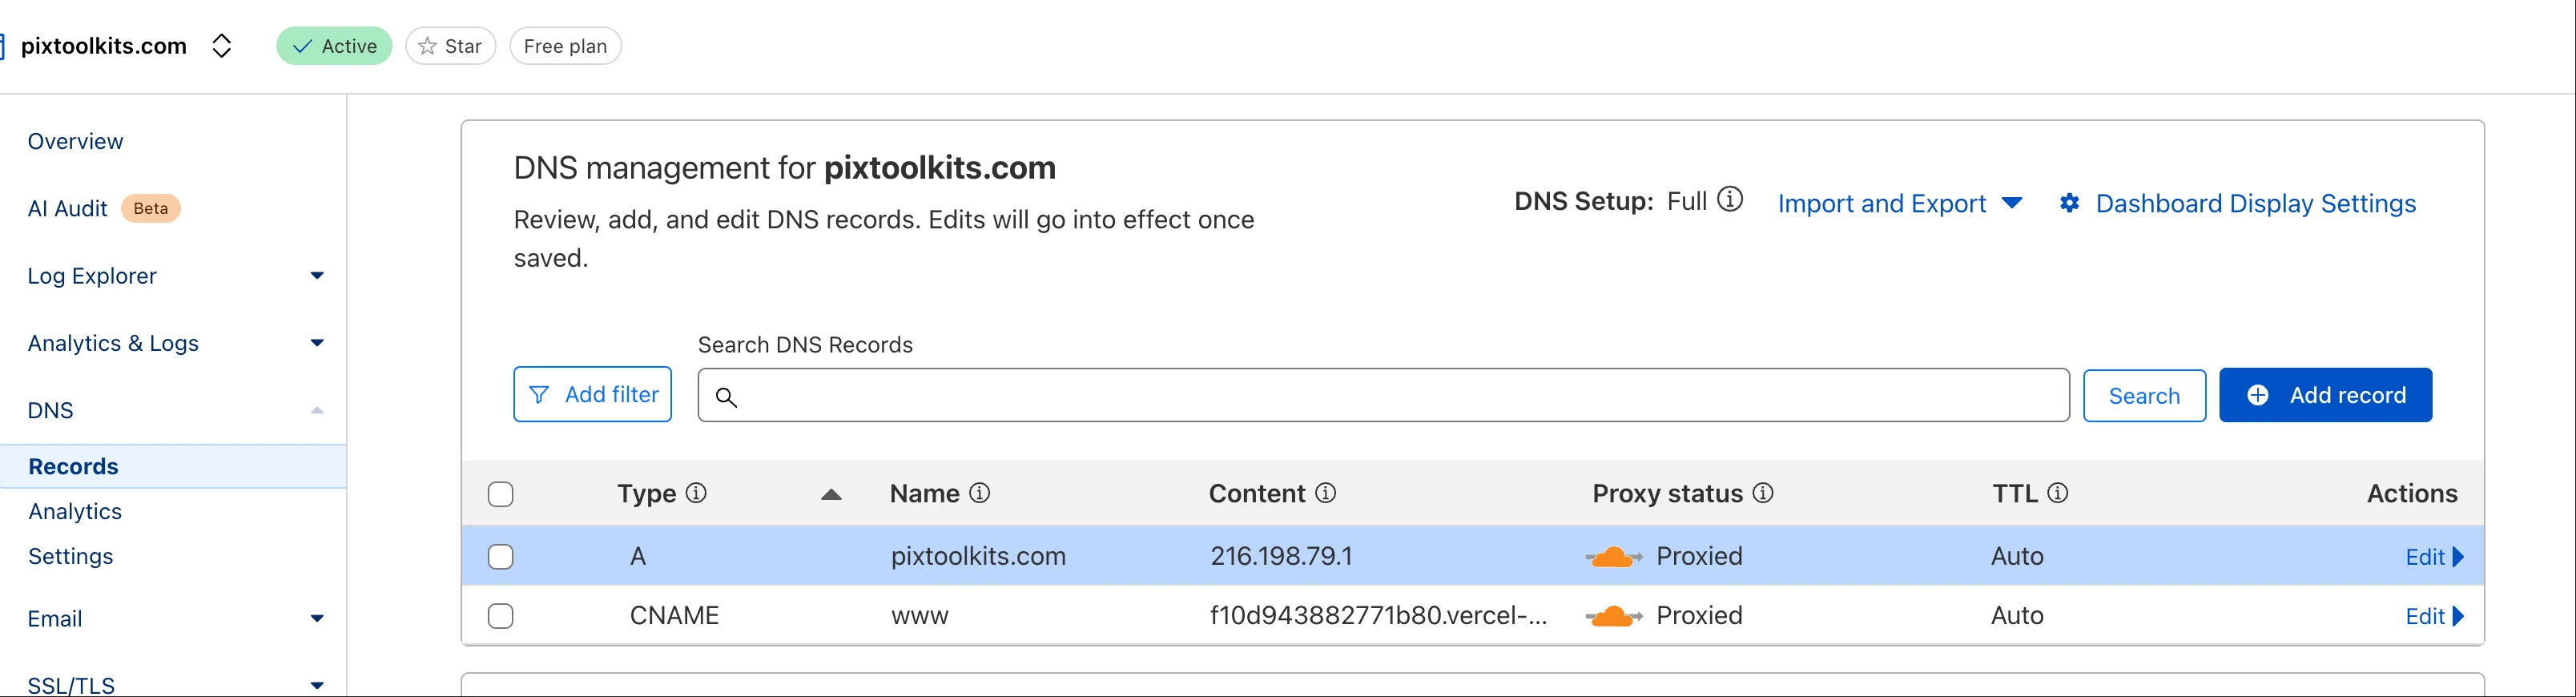 pixtoolkits.com Active Star Free plan
Overview
AI Audit Beta
Log Explorer
Analytics & Logs
DNS
Records
Analytics
Settings
Email
SSL/TLS
DNS management for pixtoolkits.com
Review, add, and edit DNS records. Edits will go into effect once
saved.
DNS Setup: Full Import and Export Dashboard Display Settings
Search DNS Records
Add filter Search Add record
Type Name Content Proxy status TTL Actions
A pixtoolkits.com 216.198.79.1 Proxied Auto Edit
CNAME www f10d943882771b80.vercel-... Proxied Auto Edit